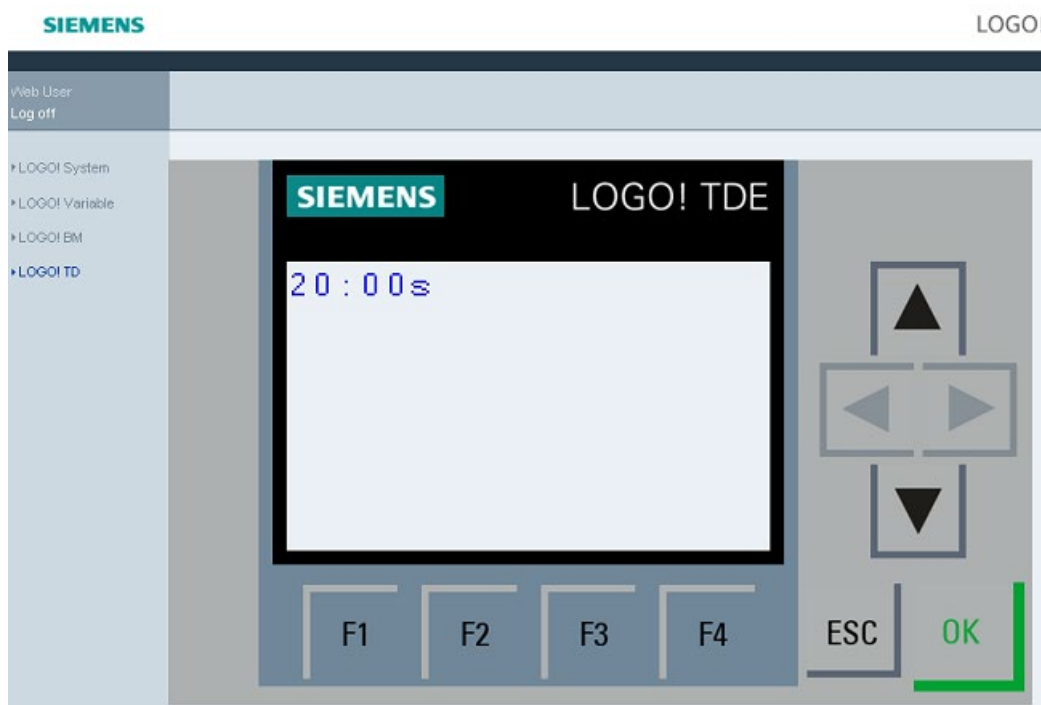 SIEMENS
LOGO!
Web User
Log off
LOGO! System
LOGO! Variable
LOGO! BM
LOGO! TD
SIEMENS LOGO! TDE
20:00s
F1 F2 F3 F4 ESC OK